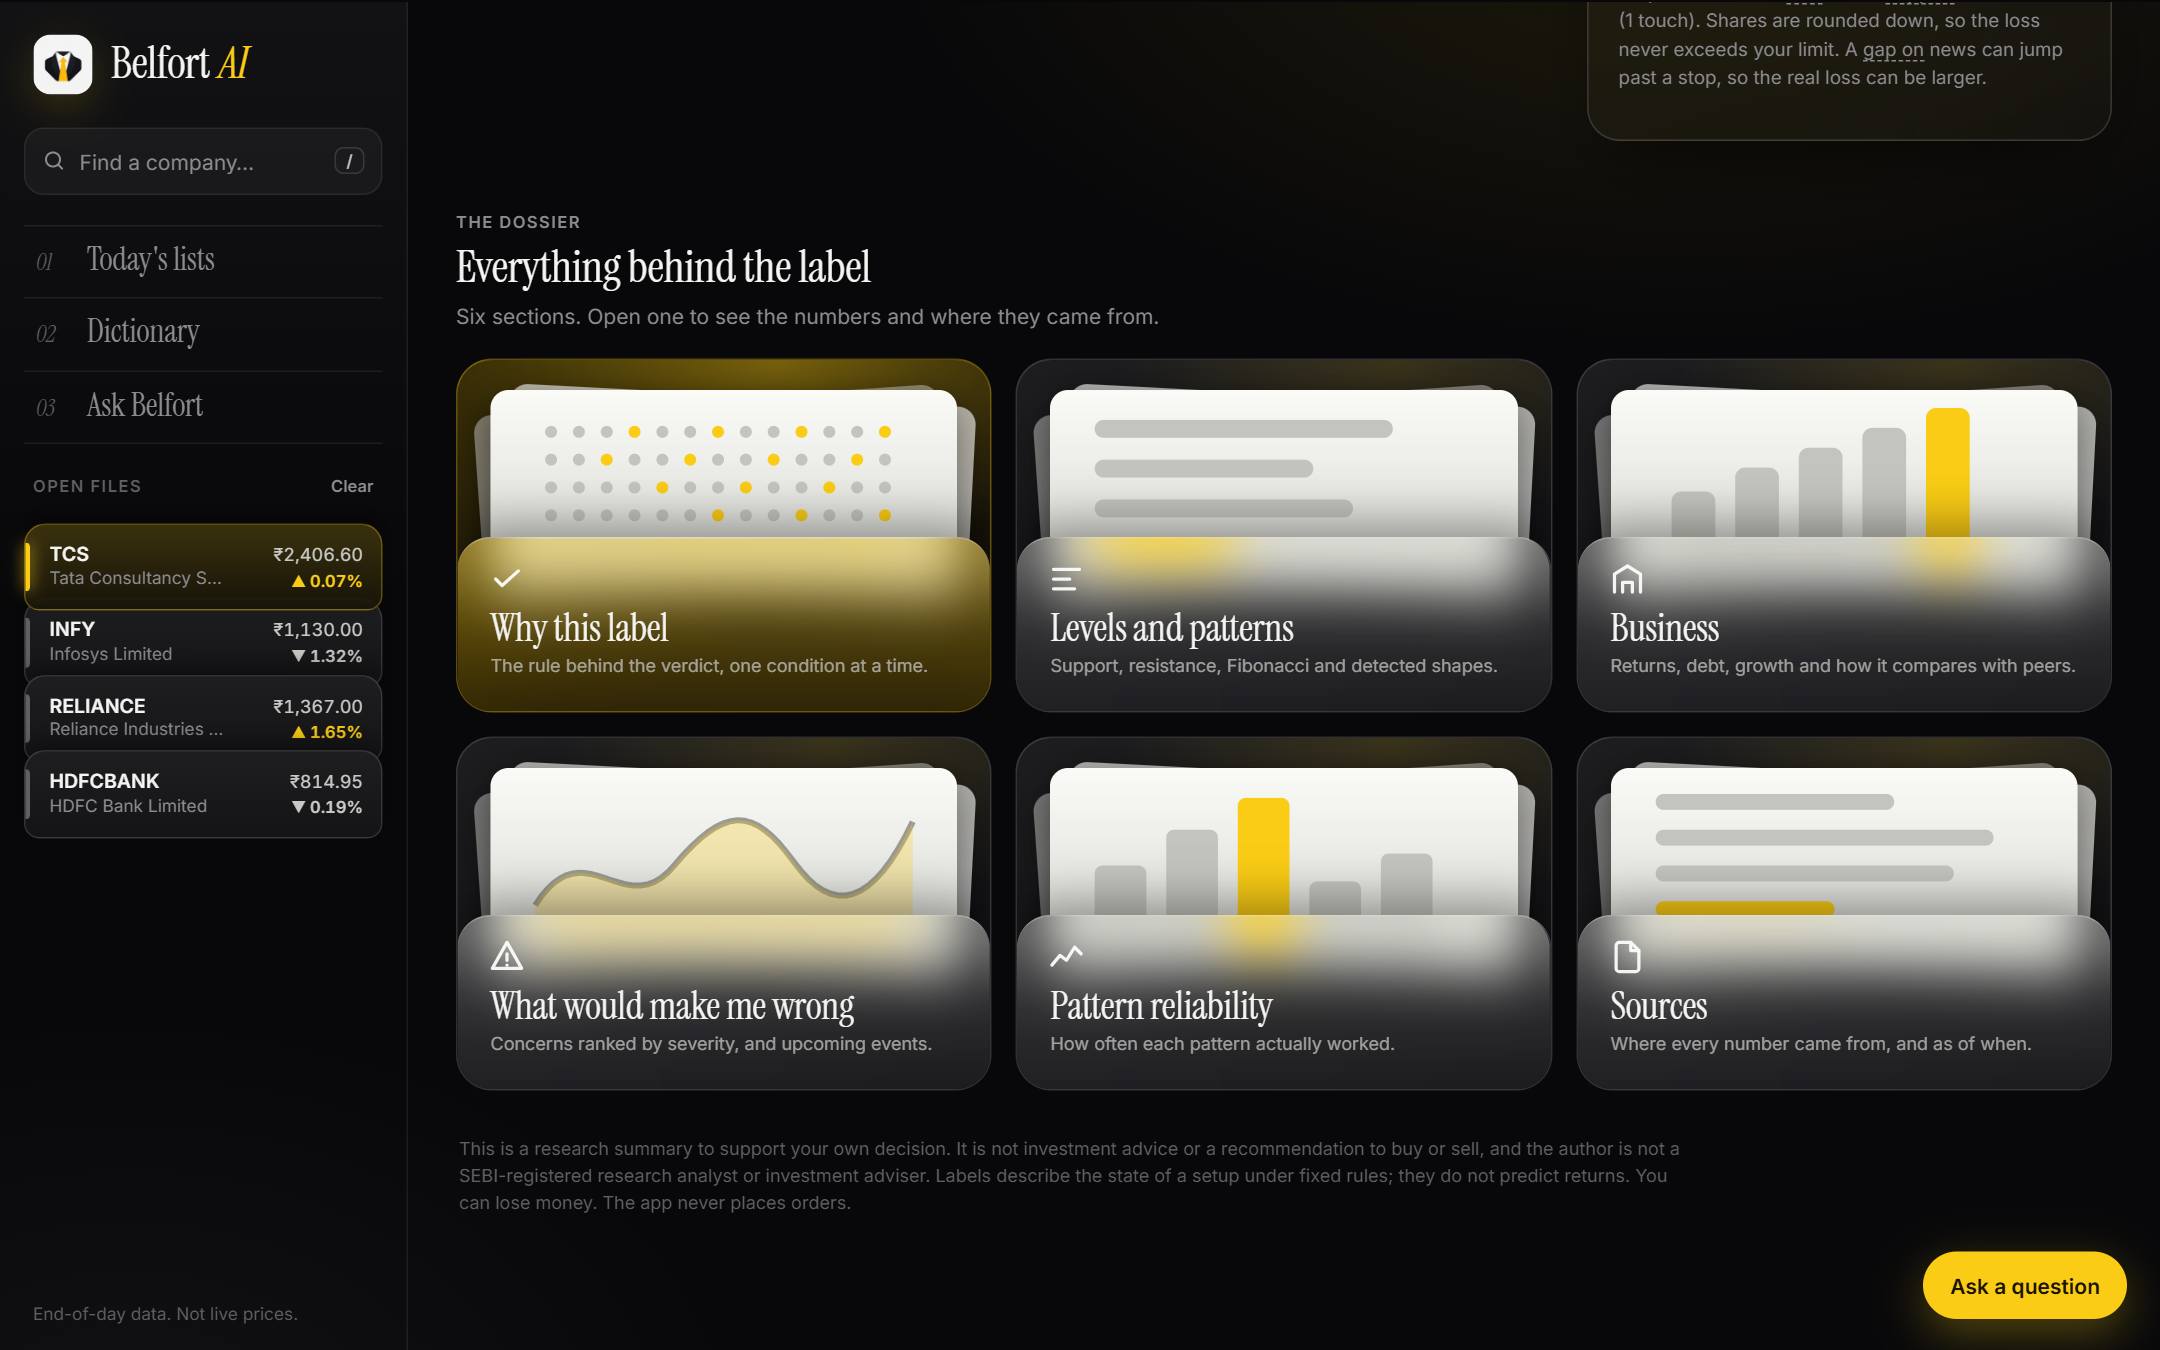 Belfort AI
Find a company... /
01 Today's lists
02 Dictionary
03 Ask Belfort
OPEN FILES Clear
TCS ₹2,406.60
Tata Consultancy S... ▲ 0.07%
INFY ₹1,130.00
Infosys Limited ▼ 1.32%
RELIANCE ₹1,367.00
Reliance Industries ... ▲ 1.65%
HDFCBANK ₹814.95
HDFC Bank Limited ▼ 0.19%
End-of-day data. Not live prices.
(1 touch). Shares are rounded down, so the loss
never exceeds your limit. A gap on news can jump
past a stop, so the real loss can be larger.
THE DOSSIER
Everything behind the label
Six sections. Open one to see the numbers and where they came from.
Why this label
The rule behind the verdict, one condition at a time.
Levels and patterns
Support, resistance, Fibonacci and detected shapes.
Business
Returns, debt, growth and how it compares with peers.
What would make me wrong
Concerns ranked by severity, and upcoming events.
Pattern reliability
How often each pattern actually worked.
Sources
Where every number came from, and as of when.
This is a research summary to support your own decision. It is not investment advice or a recommendation to buy or sell, and the author is not a
SEBI-registered research analyst or investment adviser. Labels describe the state of a setup under fixed rules; they do not predict returns. You
can lose money. The app never places orders.
Ask a question